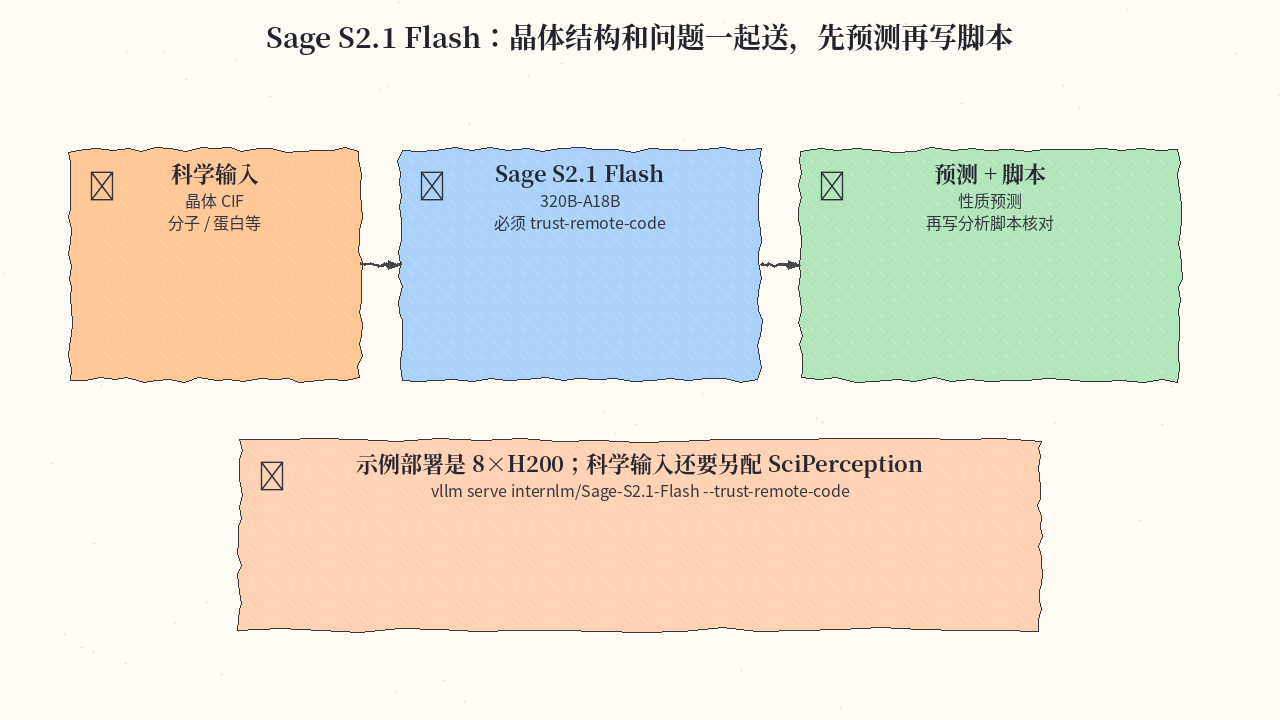 Sage S2.1 Flash：晶体结构和问题一起送，先预测再写脚本
科学输入
晶体 CIF
分子 / 蛋白等
Sage S2.1 Flash
320B-A18B
必须 trust-remote-code
预测 + 脚本
性质预测
再写分析脚本核对
示例部署是 8×H200；科学输入还要另配 SciPerception
vllm serve internlm/Sage-S2.1-Flash --trust-remote-code